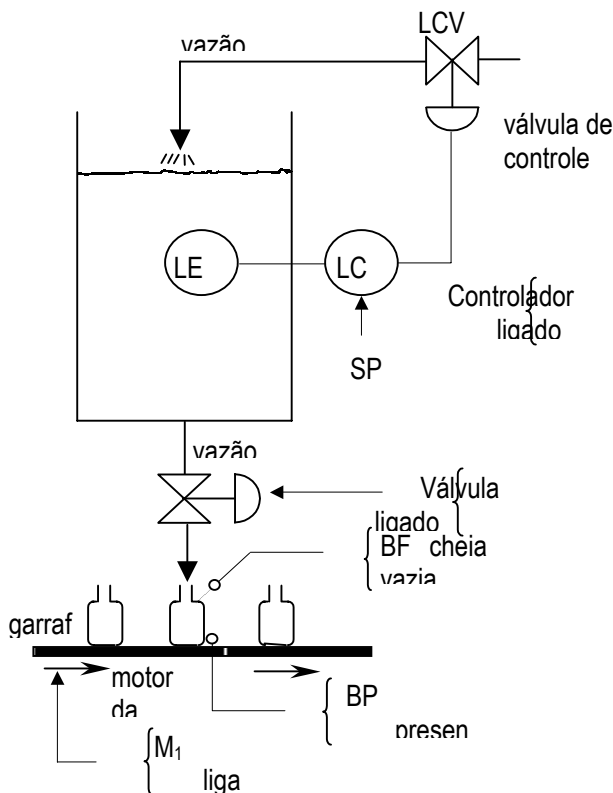 LCV
vazão
válvula de
controle
LE
LC
Controlador
ligado
SP
vazão
Válvula
ligado
BF cheia
vazia
garraf
motor
da
BP
presen
M₁
liga